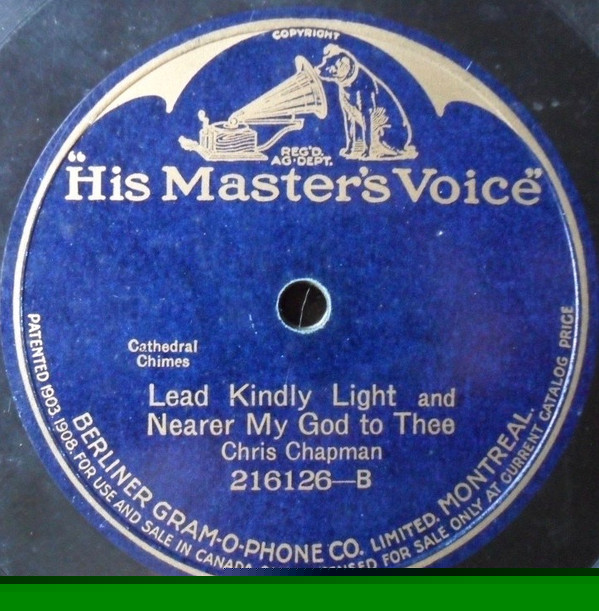 COPYRIGHT
REG'D.
AG·DEPT.
"His Master's Voice"
Cathedral
Chimes
Lead Kindly Light and
Nearer My God to Thee
Chris Chapman
216126—B
BERLINER GRAM-O-PHONE CO. LIMITED, MONTREAL.
PATENTED 1903, 1908. FOR USE AND SALE IN CANADA FOR SALE ONLY AT CURRENT CATALOG PRICE